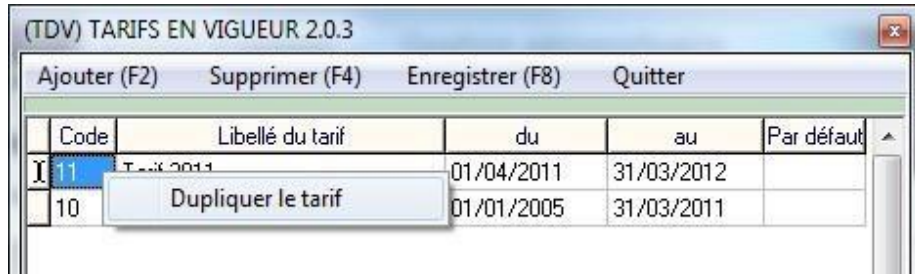 (TDV) TARIFS EN VIGUEUR 2.0.3
Ajouter (F2) Supprimer (F4) Enregistrer (F8) Quitter
Code Libellé du tarif du au Par défaut
11 Tarif 2011 01/04/2011 31/03/2012
Dupliquer le tarif
10 01/01/2005 31/03/2011